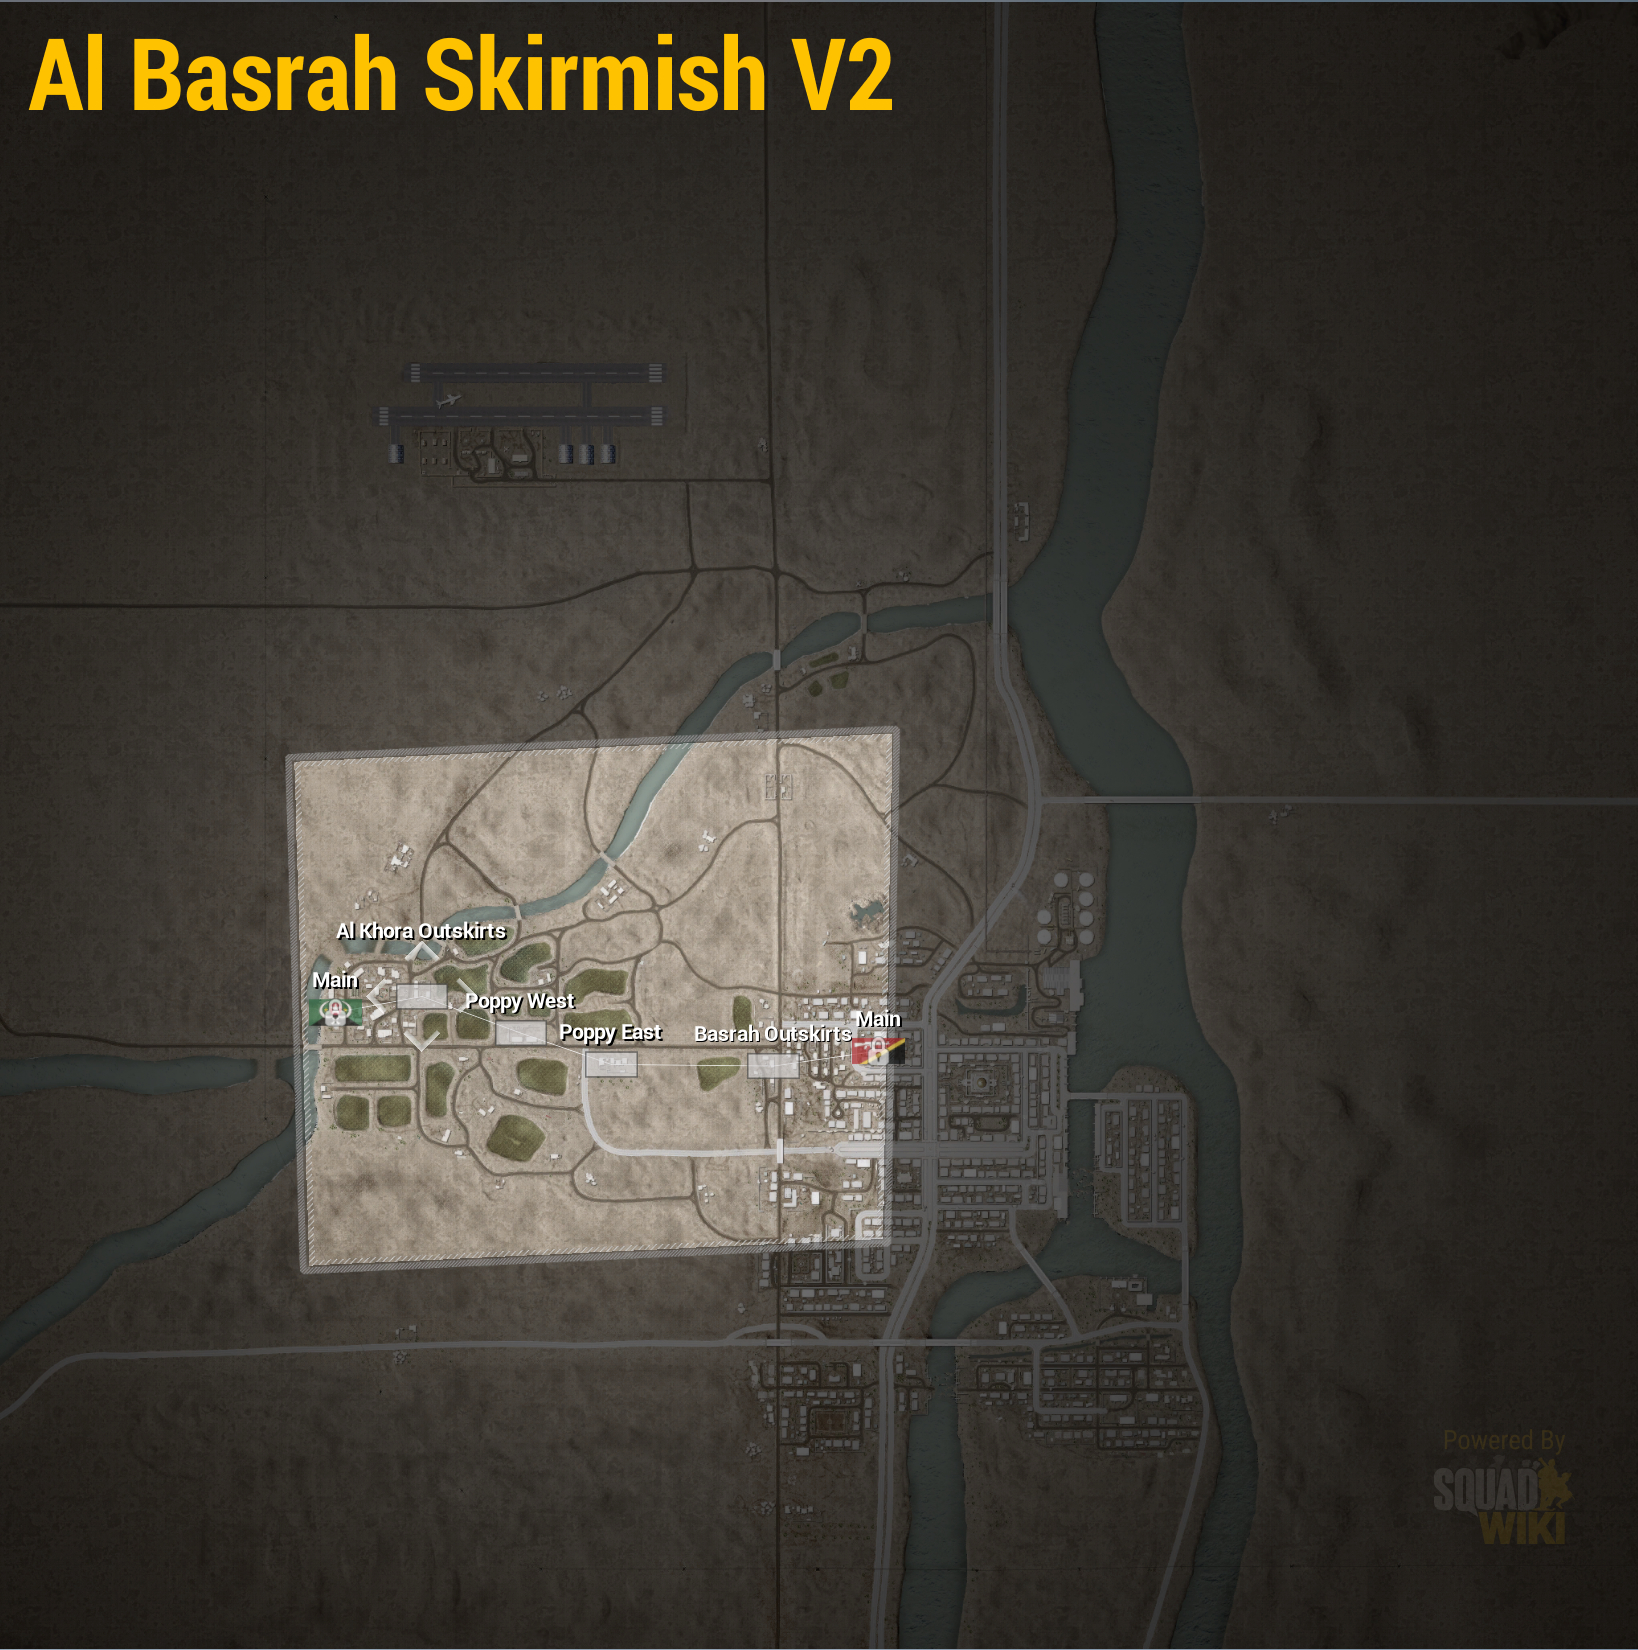 Al Basrah Skirmish V2
Al Khora Outskirts
Main
Poppy West
Poppy East
Basrah Outskirts
Main
Powered By
SQUAD
WIKI